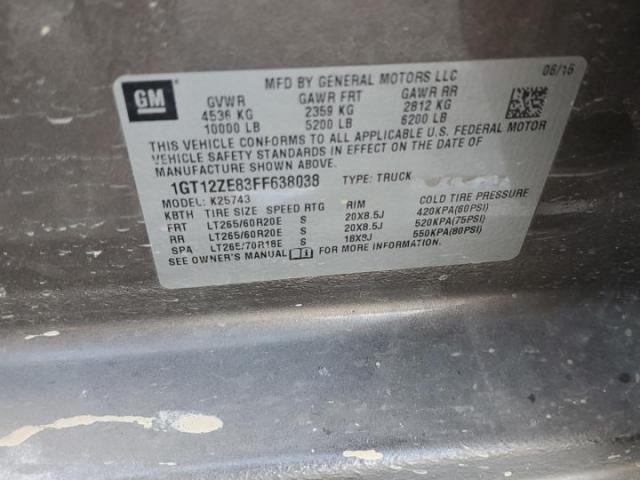 MFD BY GENERAL MOTORS LLC 06/15
GM
GVWR GAWR FRT GAWR RR
4536 KG 2359 KG 2812 KG
10000 LB 5200 LB 6200 LB
THIS VEHICLE CONFORMS TO ALL APPLICABLE U.S. FEDERAL MOTOR
VEHICLE SAFETY STANDARDS IN EFFECT ON THE DATE OF
MANUFACTURE SHOWN ABOVE.
1GT12ZE83FF638038 TYPE: TRUCK
MODEL: K25743
KBTH TIRE SIZE SPEED RTG RIM COLD TIRE PRESSURE
FRT LT265/60R20E S 20X8.5J 420KPA(60PSI)
RR LT265/60R20E S 20X8.5J 520KPA(75PSI)
SPA LT265/70R18E S 18X8J 550KPA(80PSI)
SEE OWNER'S MANUAL FOR MORE INFORMATION